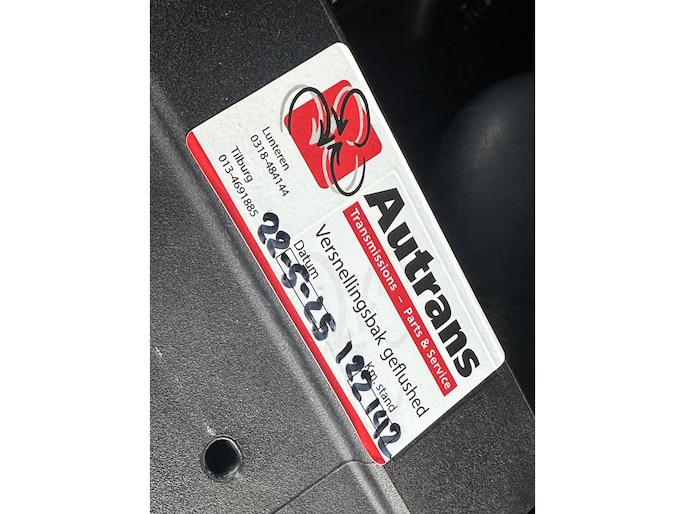 Autrans
Transmissions – Parts & Service
Versnellingsbak geflushed
Lunteren
0318-484144
Tilburg
013-4691885
Datum
Km. stand
22-5-25 122142